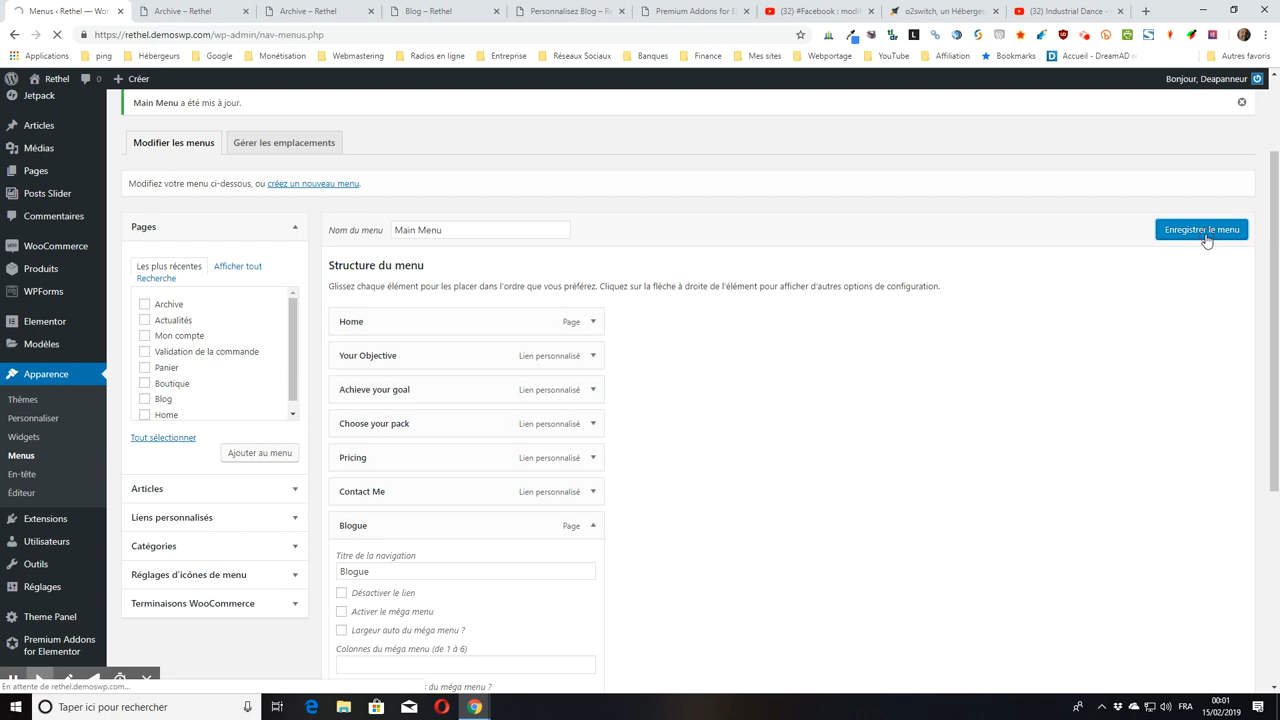 Menus ‹ Menu — Wor
Archive – Rethel
Archive – Rethel
Blog – Rethel
Personnalisez Blog – Re
Premium Addons for E
(32) #Facebook : modif
o2switch, un Héberge
(32) Industrial Dance -
https://rethel.demoswp.com/wp-admin/nav-menus.php
Applications
ping
Hébergeurs
Google
Monétisation
Webmastering
Radios en ligne
Entreprise
Réseaux Sociaux
Banques
Finance
Mes sites
Webportage
YouTube
Affiliation
Bookmarks
Accueil - DreamAD
Autres favoris
Rethel
0
Créer
Bonjour, Deapanneur
Jetpack
Articles
Médias
Pages
Posts Slider
Commentaires
WooCommerce
Produits
WPForms
Elementor
Modèles
Apparence
Thèmes
Personnaliser
Widgets
Menus
En-tête
Éditeur
Extensions
Utilisateurs
Outils
Réglages
Theme Panel
Premium Addons
for Elementor
En attente de rethel.demoswp.com...
Main Menu a été mis à jour.
Modifier les menus
Gérer les emplacements
Modifiez votre menu ci-dessous, ou créez un nouveau menu.
Pages
Les plus récentes
Afficher tout
Recherche
Archive
Actualités
Mon compte
Validation de la commande
Panier
Boutique
Blog
Home
Tout sélectionner
Ajouter au menu
Articles
Liens personnalisés
Catégories
Réglages d'icônes de menu
Terminaisons WooCommerce
Nom du menu
Main Menu
Enregistrer le menu
Structure du menu
Glissez chaque élément pour les placer dans l'ordre que vous préférez. Cliquez sur la flèche à droite de l'élément pour afficher d'autres options de configuration.
Home Page
Your Objective Lien personnalisé
Achieve your goal Lien personnalisé
Choose your pack Lien personnalisé
Pricing Lien personnalisé
Contact Me Lien personnalisé
Blogue Page
Titre de la navigation
Blogue
Désactiver le lien
Activer le méga menu
Largeur auto du méga menu ?
Colonnes du méga menu (de 1 à 6)
du méga menu ?
Taper ici pour rechercher
FRA
00:01
15/02/2019